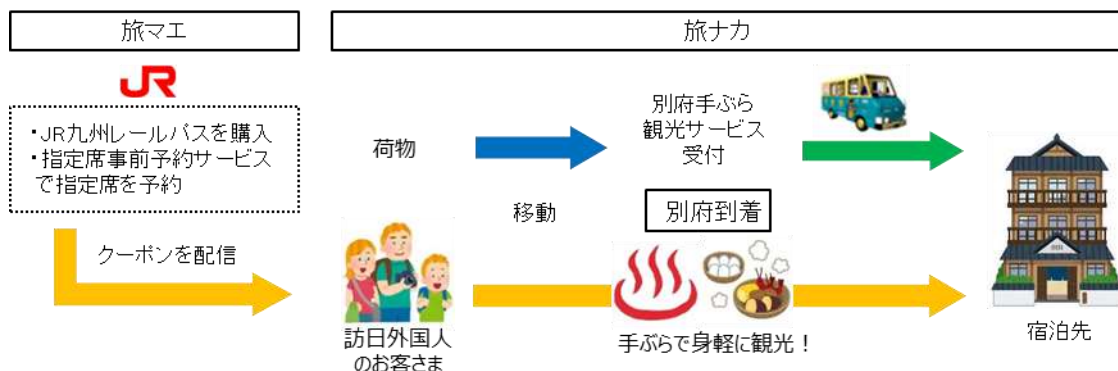 旅マエ
旅ナカ
JR
・JR九州レールパスを購入
・指定席事前予約サービス
で指定席を予約
クーポンを配信
荷物
別府手ぶら
観光サービス
受付
移動
別府到着
訪日外国人
のお客さま
手ぶらで身軽に観光！
宿泊先